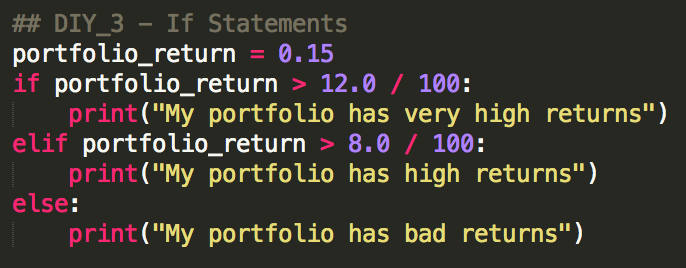 ## DIY_3 - If Statements
portfolio_return = 0.15
if portfolio_return > 12.0 / 100:
    print("My portfolio has very high returns")
elif portfolio_return > 8.0 / 100:
    print("My portfolio has high returns")
else:
    print("My portfolio has bad returns")